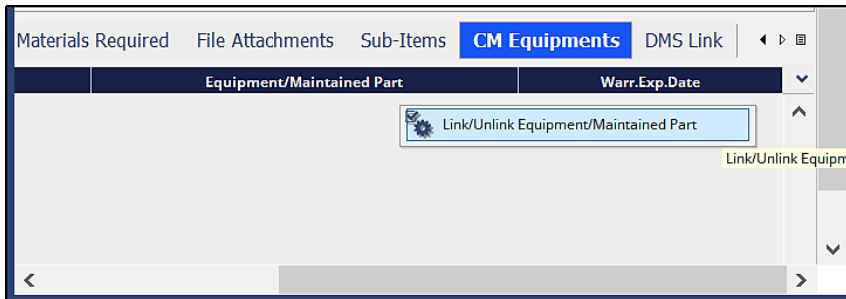 Materials Required File Attachments Sub-Items CM Equipments DMS Link
Equipment/Maintained Part Warr.Exp.Date
Link/Unlink Equipment/Maintained Part
Link/Unlink Equipm